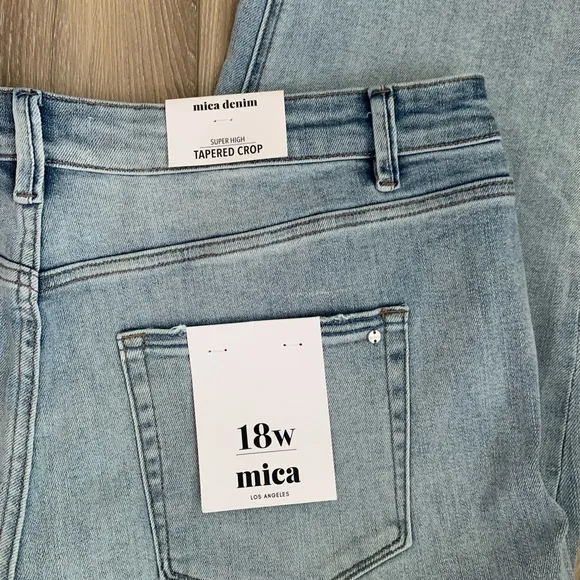 mica denim
SUPER HIGH
TAPERED CROP
18w
mica
LOS ANGELES